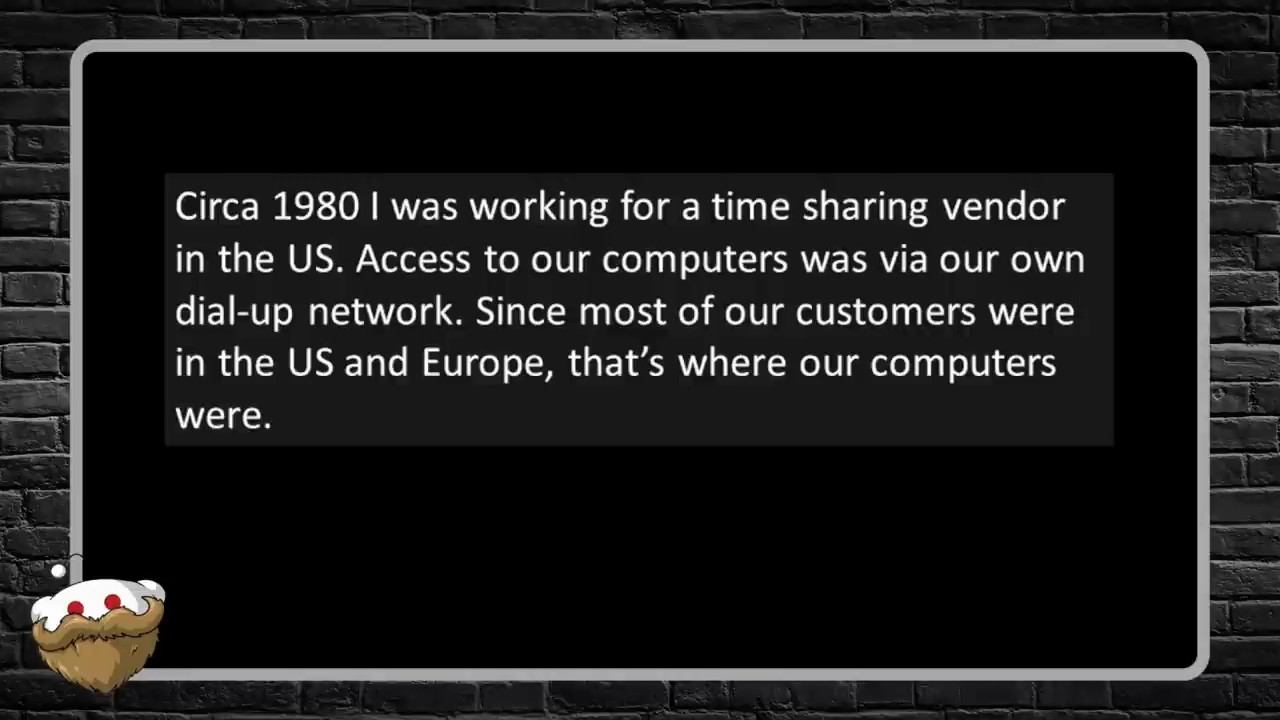 Circa 1980 I was working for a time sharing vendor
in the US. Access to our computers was via our own
dial-up network. Since most of our customers were
in the US and Europe, that’s where our computers
were.